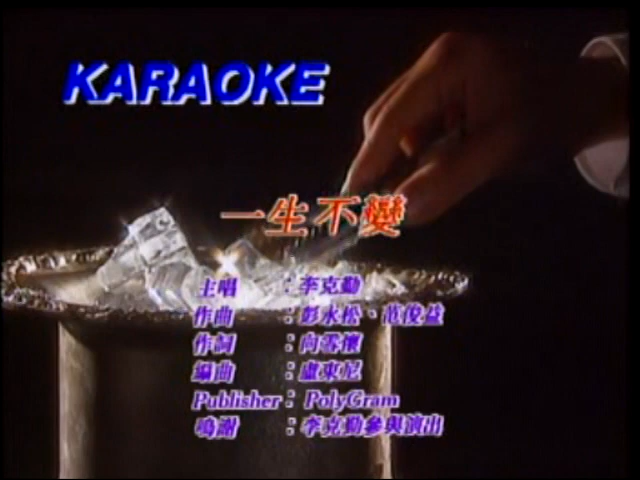 KARAOKE
一生不變
主唱 : 李克勤
作曲 : 彭永松、范俊益
作詞 : 向雪懷
編曲 : 盧東尼
Publisher : PolyGram
鳴謝 : 李克勤參與演出